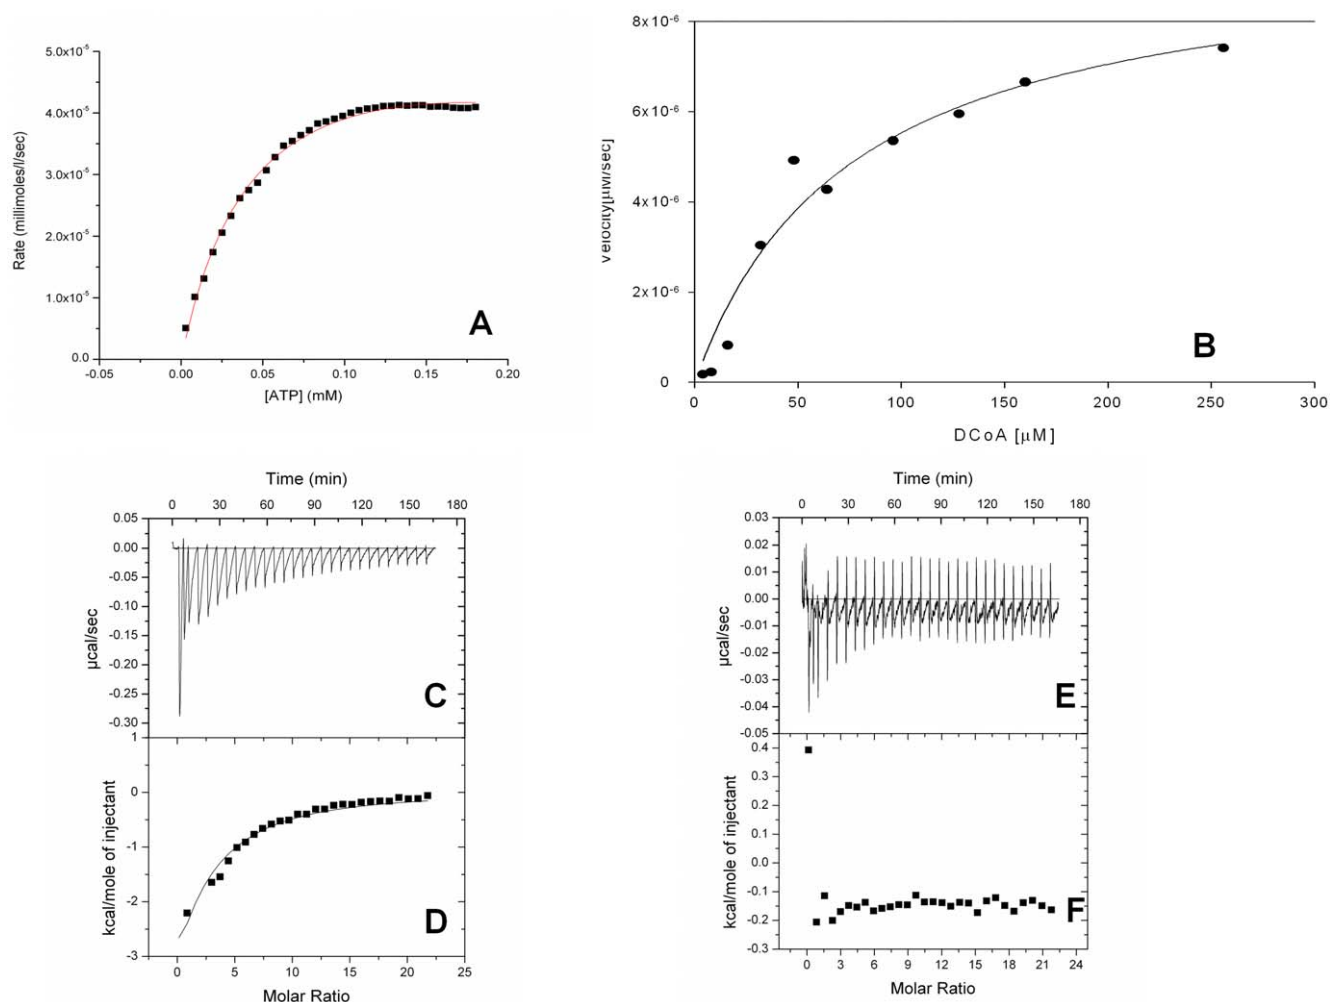 5.0x10⁻⁵
4.0x10⁻⁵
3.0x10⁻⁵
2.0x10⁻⁵
1.0x10⁻⁵
0.0
Rate (millimoles/l/sec)
-0.05 0.00 0.05 0.10 0.15 0.20
[ATP] (mM)
A
8x10⁻⁶
6x10⁻⁶
4x10⁻⁶
2x10⁻⁶
0
velocity[µM/sec]
0 50 100 150 200 250 300
DCoA [µM]
B
Time (min)
0 30 60 90 120 150 180
0.05
0.00
-0.05
-0.10
-0.15
-0.20
-0.25
-0.30
µcal/sec
C
1
0
-1
-2
-3
kcal/mole of injectant
D
0 5 10 15 20 25
Molar Ratio
Time (min)
0 30 60 90 120 150 180
0.03
0.02
0.01
0.00
-0.01
-0.02
-0.03
-0.04
-0.05
µcal/sec
E
0.4
0.3
0.2
0.1
0.0
-0.1
-0.2
-0.3
kcal/mole of injectant
F
0 3 6 9 12 15 18 21 24
Molar Ratio